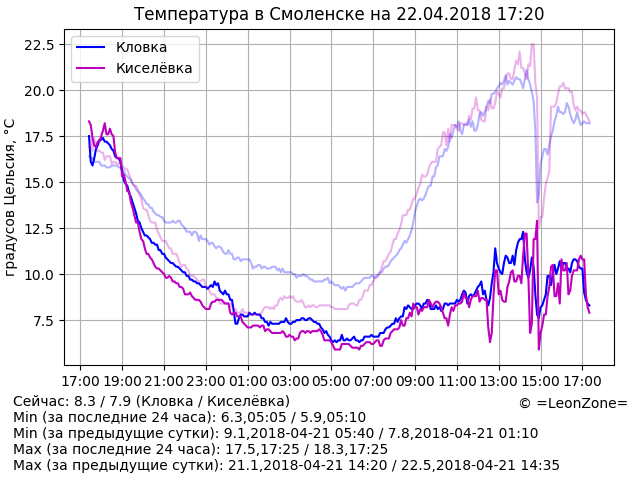 Температура в Смоленске на 22.04.2018 17:20
Кловка
Киселёвка
градусов Цельсия, °C
22.5
20.0
17.5
15.0
12.5
10.0
7.5
17:00 19:00 21:00 23:00 01:00 03:00 05:00 07:00 09:00 11:00 13:00 15:00 17:00
Сейчас: 8.3 / 7.9 (Кловка / Киселёвка)
© =LeonZone=
Min (за последние 24 часа): 6.3,05:05 / 5.9,05:10
Min (за предыдущие сутки): 9.1,2018-04-21 05:40 / 7.8,2018-04-21 01:10
Max (за последние 24 часа): 17.5,17:25 / 18.3,17:25
Max (за предыдущие сутки): 21.1,2018-04-21 14:20 / 22.5,2018-04-21 14:35